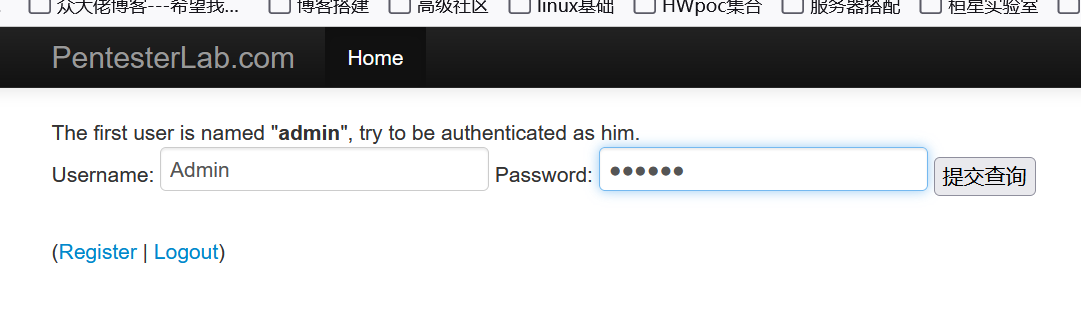 众大佬博客---希望我... 博客搭建 高级社区 linux基础 HWpoc集合 服务器搭配 桓星实验室
PentesterLab.com Home
The first user is named "admin", try to be authenticated as him.
Username: Admin Password: ●●●●●● 提交查询
(Register | Logout)